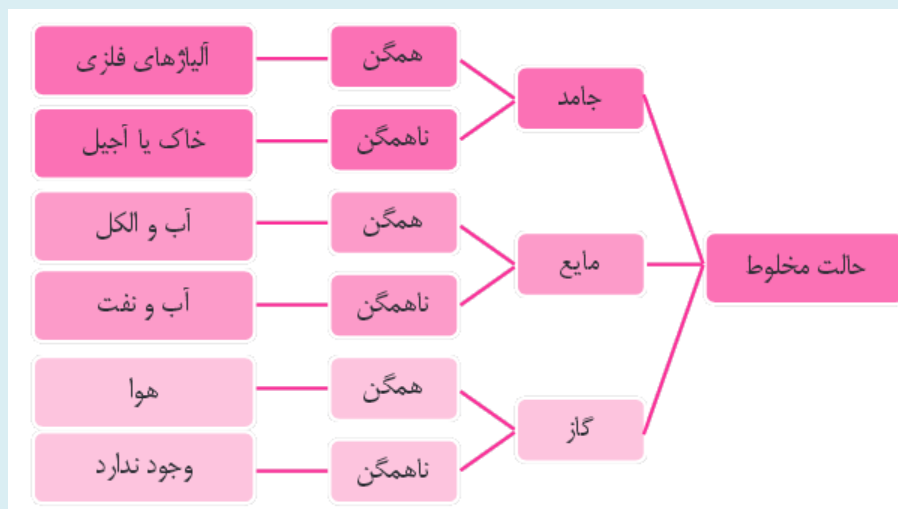 حالت مخلوط
جامد
همگن
آلیاژهای فلزی
ناهمگن
خاک یا آجیل
مایع
همگن
آب و الکل
ناهمگن
آب و نفت
گاز
همگن
هوا
ناهمگن
وجود ندارد